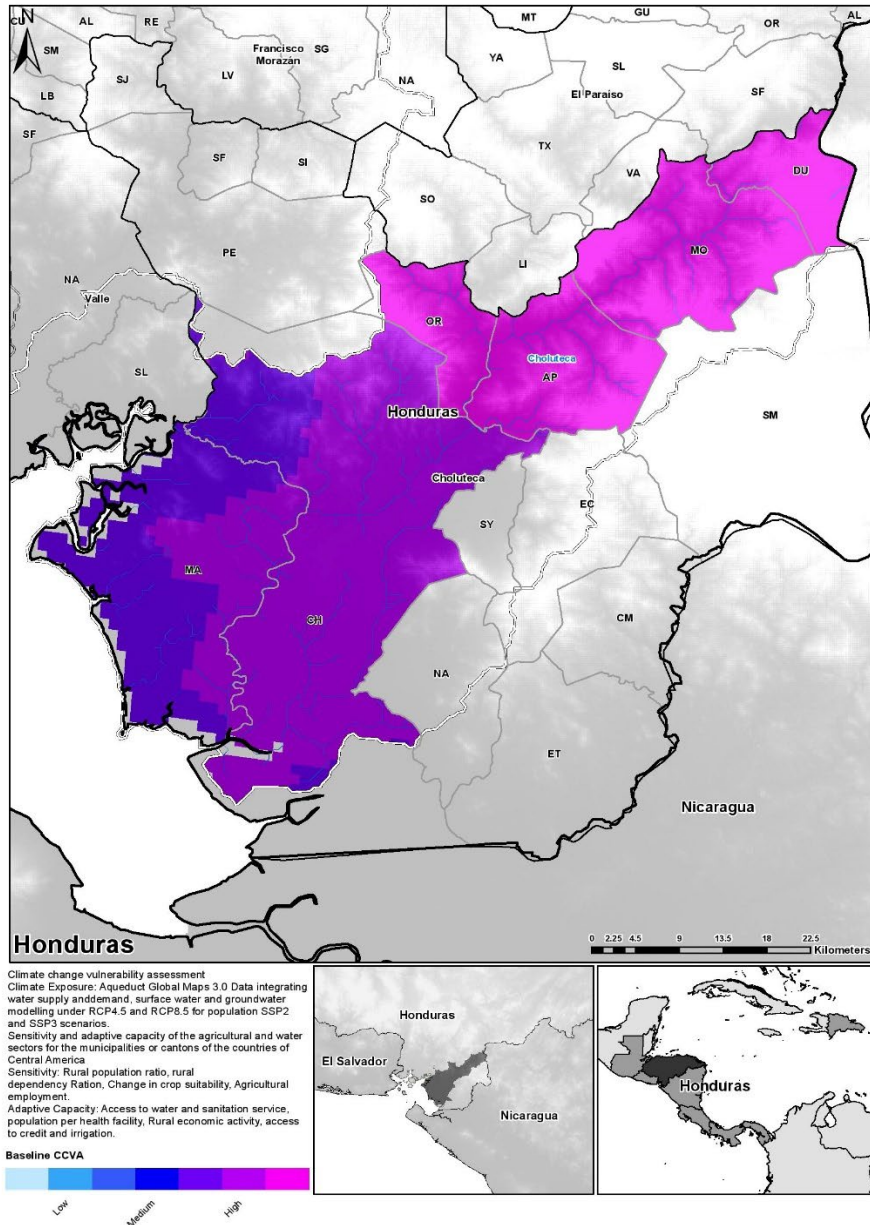 CU
AL
RE
MT
GU
OR
AL
SM
SJ
LV
Francisco
Morazán
SG
NA
YA
SL
El Paraíso
SF
LB
SF
SF
SI
TX
VA
DU
SO
PE
LI
MO
NA
Valle
OR
SL
Choluteca
AP
Honduras
SM
Choluteca
SY
EC
MA
CH
CM
NA
ET
Nicaragua
Honduras
0 2.25 4.5 9 13.5 18 22.5
Kilometers
Climate change vulnerability assessment
Climate Exposure: Aqueduct Global Maps 3.0 Data integrating
water supply anddemand, surface water and groundwater
modelling under RCP4.5 and RCP8.5 for population SSP2
and SSP3 scenarios.
Sensitivity and adaptive capacity of the agricultural and water
sectors for the municipalities or cantons of the countries of
Central America
Sensitivity: Rural population ratio, rural
dependency Ration, Change in crop suitability, Agricultural
employment.
Adaptive Capacity: Access to water and sanitation service,
population per health facility, Rural economic activity, access
to credit and irrigation.
Baseline CCVA
Low
Medium
High
Honduras
El Salvador
Nicaragua
Honduras